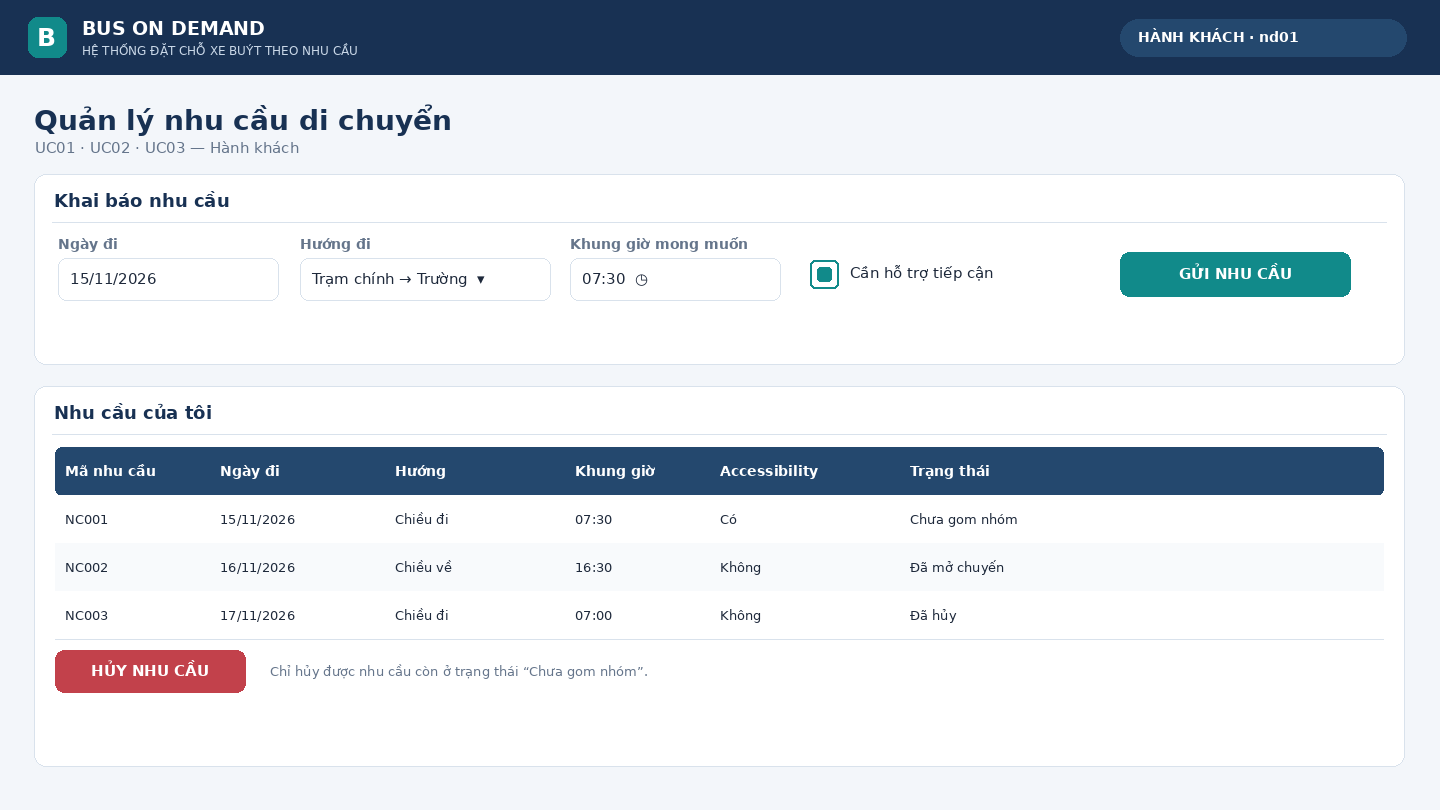 B
BUS ON DEMAND
HỆ THỐNG ĐẶT CHỖ XE BUÝT THEO NHU CẦU
HÀNH KHÁCH · nd01
Quản lý nhu cầu di chuyển
UC01 · UC02 · UC03 — Hành khách
Khai báo nhu cầu
Ngày đi Hướng đi Khung giờ mong muốn
15/11/2026 Trạm chính → Trường ▾ 07:30 ◷ Cần hỗ trợ tiếp cận GỬI NHU CẦU
Nhu cầu của tôi
Mã nhu cầu Ngày đi Hướng Khung giờ Accessibility Trạng thái
NC001 15/11/2026 Chiều đi 07:30 Có Chưa gom nhóm
NC002 16/11/2026 Chiều về 16:30 Không Đã mở chuyến
NC003 17/11/2026 Chiều đi 07:00 Không Đã hủy
HỦY NHU CẦU Chỉ hủy được nhu cầu còn ở trạng thái “Chưa gom nhóm”.